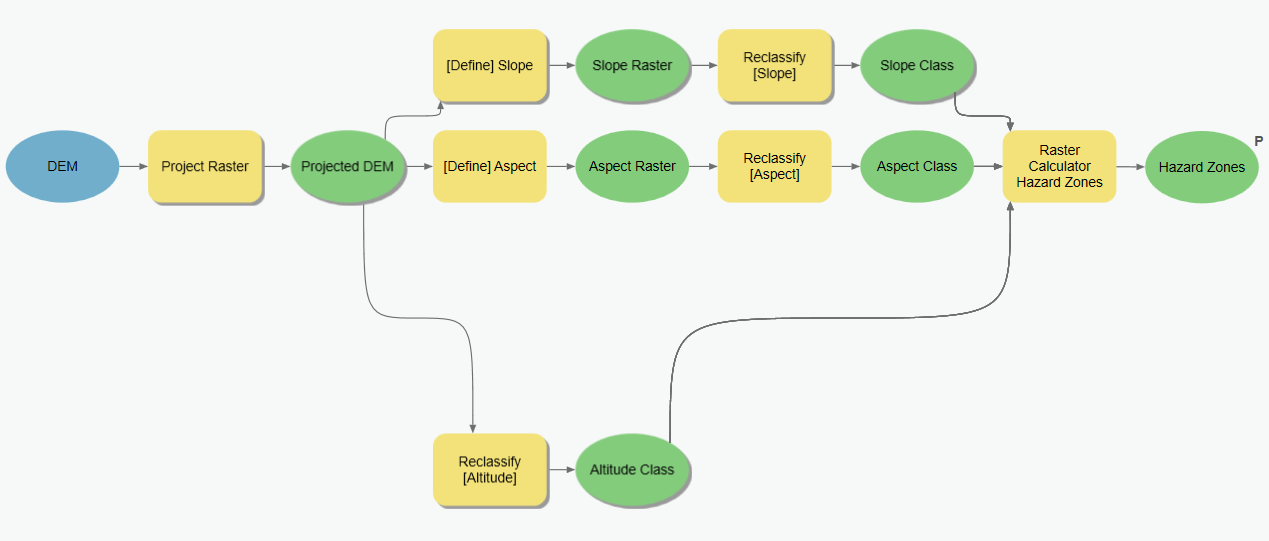 [Define] Slope
Slope Raster
Reclassify
[Slope]
Slope Class
DEM
Project Raster
Projected DEM
[Define] Aspect
Aspect Raster
Reclassify
[Aspect]
Aspect Class
Raster
Calculator
Hazard Zones
P
Hazard Zones
Reclassify
[Altitude]
Altitude Class